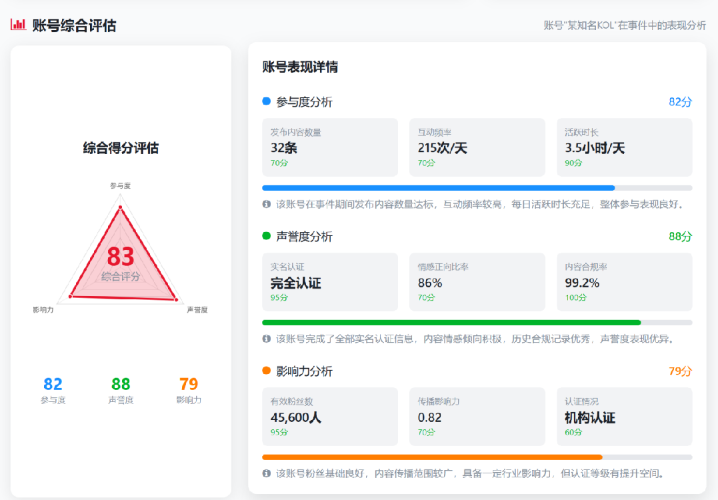 账号综合评估
账号"某知名KOL"在事件中的表现分析
综合得分评估
参与度
83
综合评分
影响力
声誉度
82
参与度
88
声誉度
79
影响力
账号表现详情
参与度分析
82分
发布内容数量
32条
70分
互动频率
215次/天
70分
活跃时长
3.5小时/天
90分
该账号在事件期间发布内容数量达标，互动频率较高，每日活跃时长充足，整体参与表现良好。
声誉度分析
88分
实名认证
完全认证
95分
情感正向比率
86%
70分
内容合规率
99.2%
100分
该账号完成了全部实名认证信息，内容情感倾向积极，历史合规记录优秀，声誉度表现优异。
影响力分析
79分
有效粉丝数
45,600人
95分
传播影响力
0.82
70分
认证情况
机构认证
60分
该账号粉丝基础良好，内容传播范围较广，具备一定行业影响力，但认证等级有提升空间。